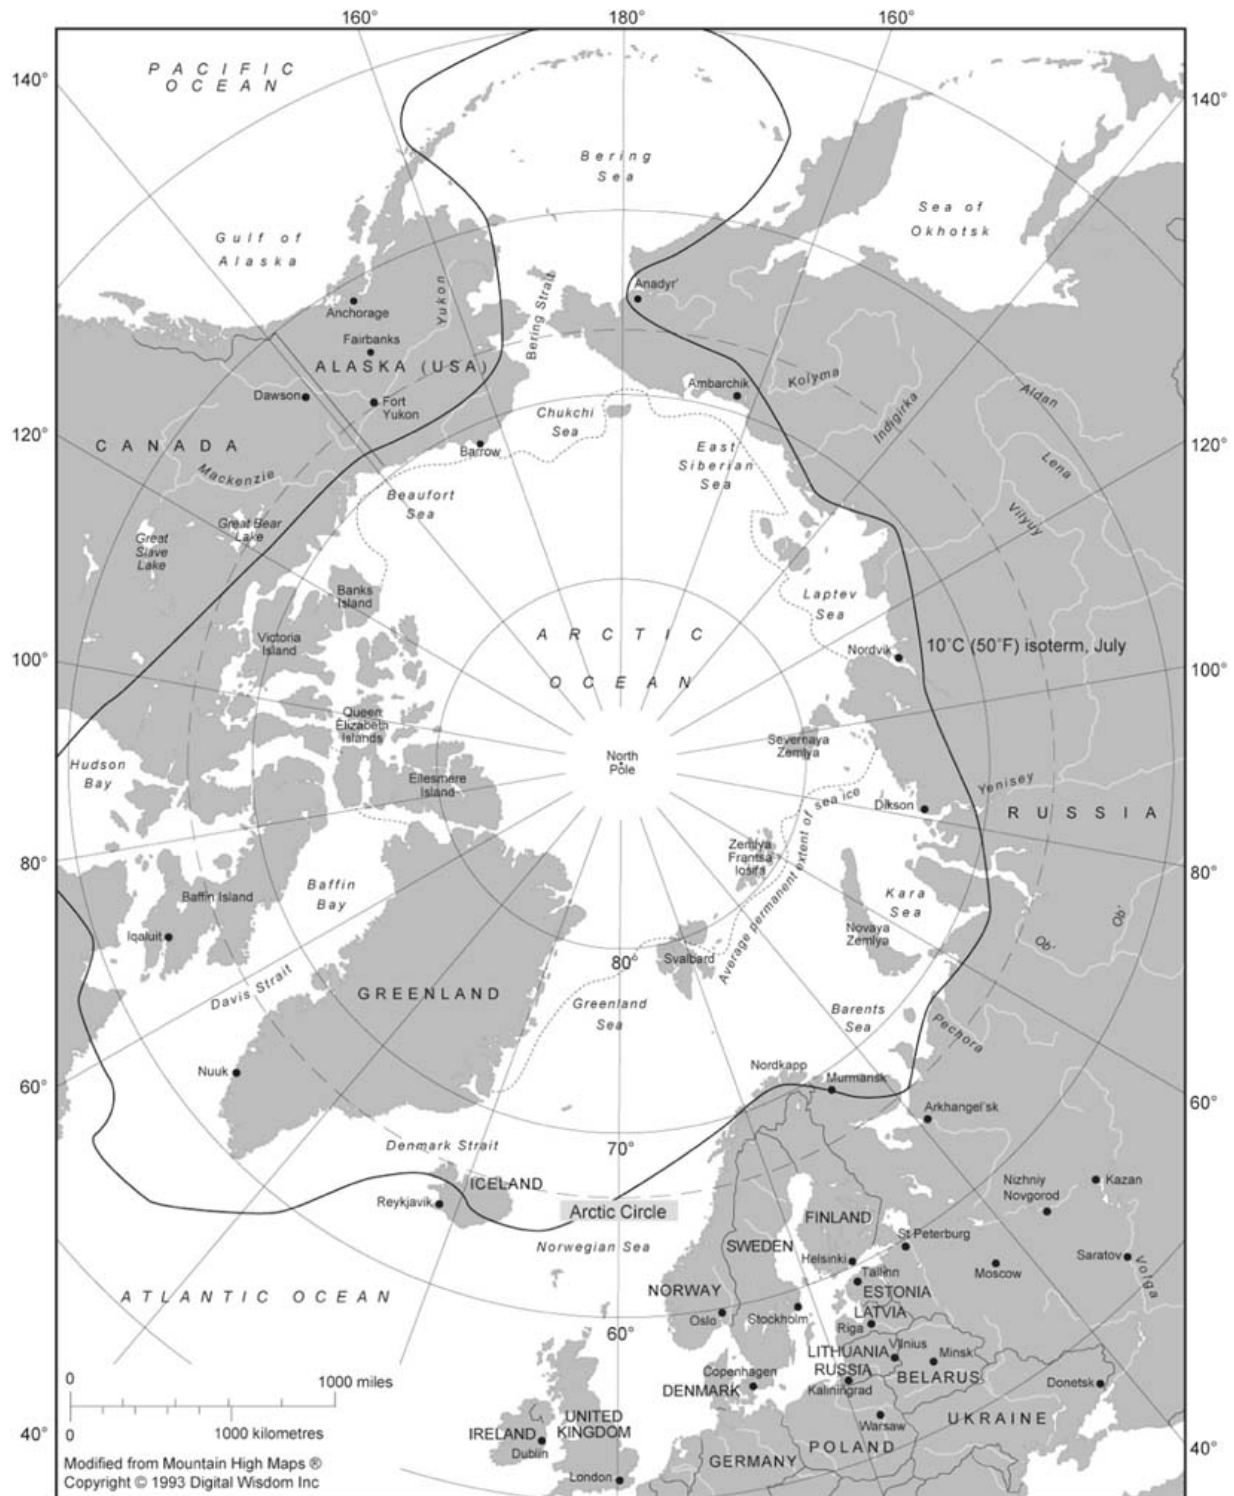 160°
180°
160°
140°
140°
PACIFIC
OCEAN
Bering
Sea
Sea of
Okhotsk
Gulf of
Alaska
Yukon
Bering Strait
Anadyr'
Anchorage
Fairbanks
ALASKA (USA)
Dawson
Fort
Yukon
Ambarchik
Kolyma
Indigirka
Aldan
120°
120°
CANADA
Mackenzie
Barrow
Chukchi
Sea
East
Siberian
Sea
Lena
Vilyuy
Beaufort
Sea
Great Bear
Lake
Great
Slave
Lake
Banks
Island
Laptev
Sea
Victoria
Island
ARCTIC
OCEAN
Nordvik
10°C (50°F) isoterm, July
100°
100°
Queen
Elizabeth
Islands
Severnaya
Zemlya
North
Pole
Hudson
Bay
Ellesmere
Island
Average permanent extent of sea ice
Dikson
Yenisey
RUSSIA
80°
80°
Zemlya
Frantsa
Iosifa
Baffin Island
Baffin
Bay
Kara
Sea
Novaya
Zemlya
Ob'
Ob'
Iqaluit
Davis Strait
GREENLAND
80°
Svalbard
Greenland
Sea
Barents
Sea
Pechora
Nuuk
Nordkapp
Murmansk
60°
60°
Arkhangel'sk
Denmark Strait
70°
ICELAND
Reykjavik
Arctic Circle
Nizhniy
Novgorod
Kazan
FINLAND
Norwegian Sea
SWEDEN
St Peterburg
Helsinki
Tallinn
Moscow
Saratov
Volga
ATLANTIC OCEAN
NORWAY
Oslo
Stockholm
ESTONIA
LATVIA
Riga
60°
Vilnius
LITHUANIA
Minsk
RUSSIA
BELARUS
Copenhagen
DENMARK
Kaliningrad
Donetsk
0
1000 miles
0
1000 kilometres
40°
40°
IRELAND
Dublin
UNITED
KINGDOM
London
Warsaw
UKRAINE
POLAND
GERMANY
Modified from Mountain High Maps ®
Copyright © 1993 Digital Wisdom Inc